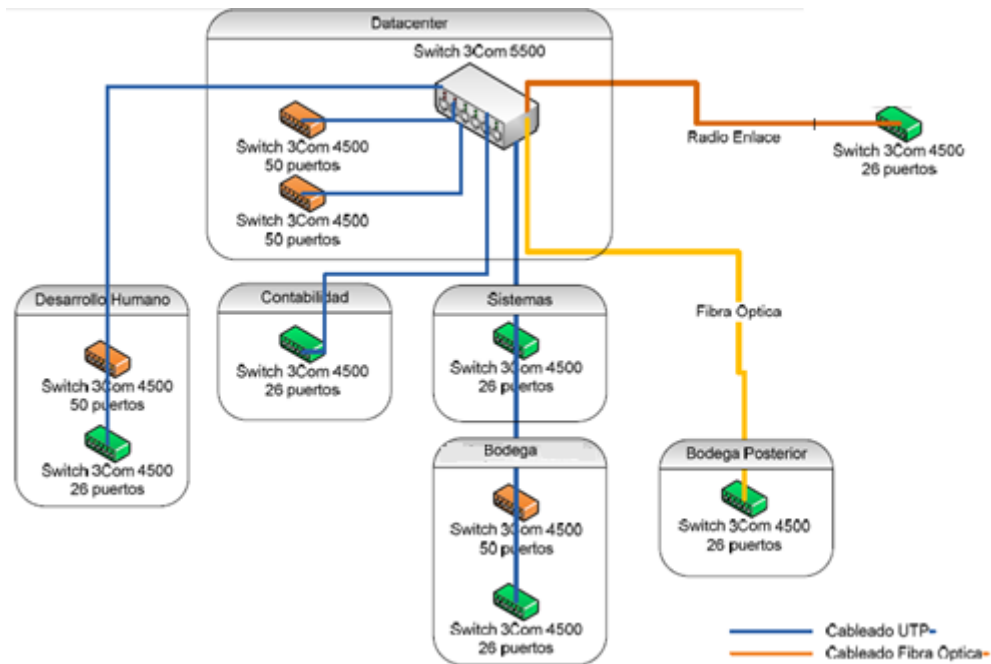 Datacenter
Switch 3Com 5500
Switch 3Com 4500
50 puertos
Switch 3Com 4500
50 puertos
Radio Enlace
Switch 3Com 4500
26 puertos
Desarrollo Humano
Switch 3Com 4500
50 puertos
Switch 3Com 4500
26 puertos
Contabilidad
Switch 3Com 4500
26 puertos
Sistemas
Switch 3Com 4500
26 puertos
Bodega
Switch 3Com 4500
50 puertos
Switch 3Com 4500
26 puertos
Fibra Óptica
Bodega Posterior
Switch 3Com 4500
26 puertos
Cableado UTP
Cableado Fibra Óptica